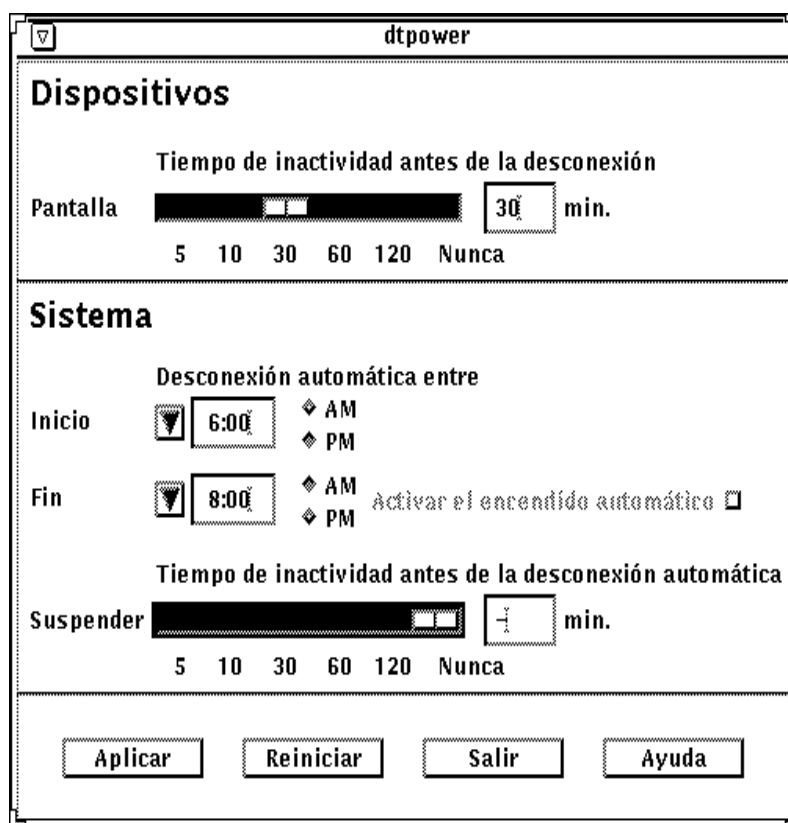 dtpower
Dispositivos
Tiempo de inactividad antes de la desconexión
Pantalla 30 min.
5 10 30 60 120 Nunca
Sistema
Desconexión automática entre
Inicio 6:00 AM
PM
Fin 8:00 AM
PM
Activar el encendído automático
Tiempo de inactividad antes de la desconexión automática
Suspender - min.
5 10 30 60 120 Nunca
Aplicar Reiniciar Salir Ayuda